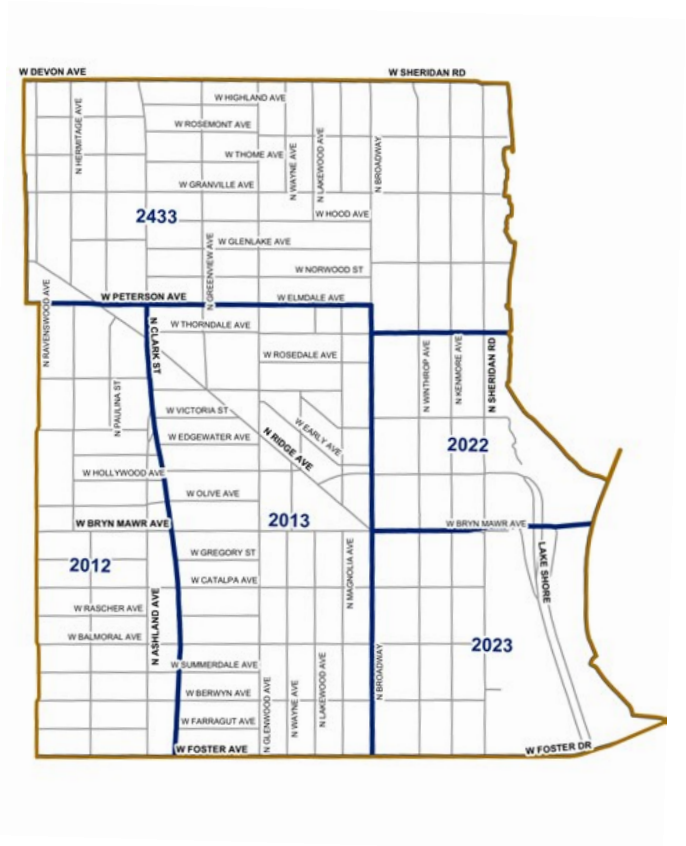 W DEVON AVE
W SHERIDAN RD
W HIGHLAND AVE
N HERMITAGE AVE
W ROSEMONT AVE
W THOME AVE
N WAYNE AVE
N LAKEWOOD AVE
N BROADWAY
W GRANVILLE AVE
2433
W HOOD AVE
N GREENVIEW AVE
W GLENLAKE AVE
W NORWOOD ST
W PETERSON AVE
W ELMDALE AVE
N RAVENSWOOD AVE
N CLARK ST
W THORNDALE AVE
W ROSEDALE AVE
N WINTHROP AVE
N KENMORE AVE
N SHERIDAN RD
N PAULINA ST
W VICTORIA ST
W EARLY AVE
W EDGEWATER AVE
N RIDGE AVE
2022
W HOLLYWOOD AVE
W OLIVE AVE
W BRYN MAWR AVE
2013
W BRYN MAWR AVE
2012
W GREGORY ST
N MAGNOLIA AVE
LAKE SHORE
W CATALPA AVE
W RASCHER AVE
N ASHLAND AVE
W BALMORAL AVE
2023
W SUMMERDALE AVE
N BROADWAY
W BERWYN AVE
N GLENWOOD AVE
N WAYNE AVE
N LAKEWOOD AVE
W FARRAGUT AVE
W FOSTER AVE
W FOSTER DR